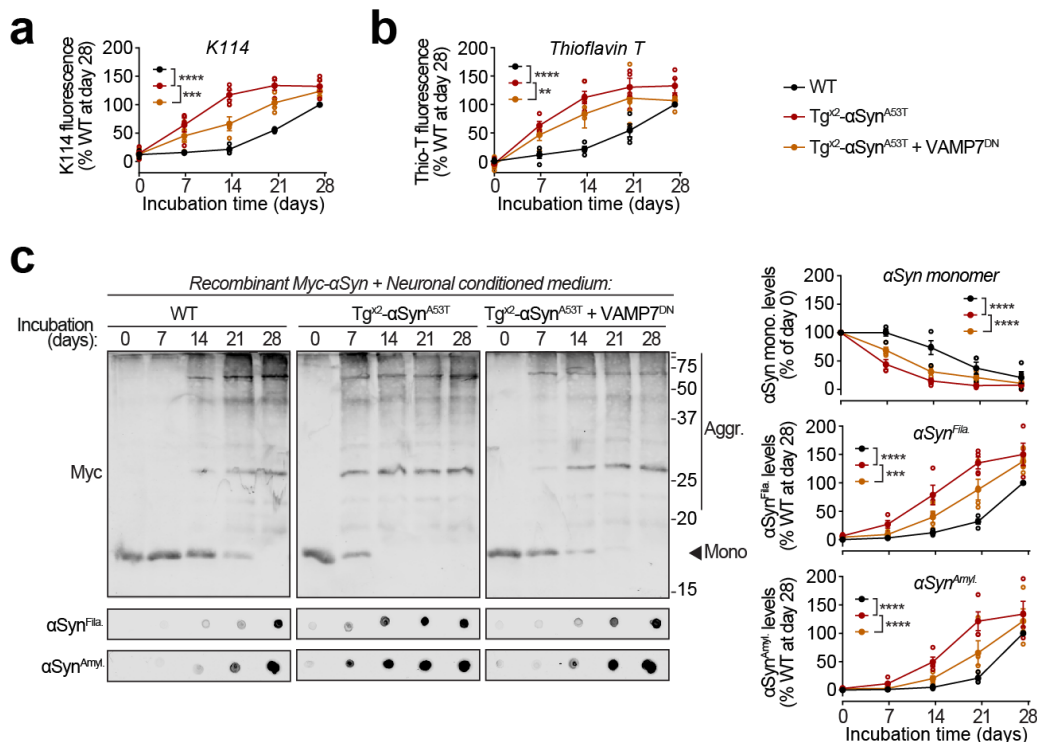 a
K114
K114 fluorescence
(% WT at day 28)
200
150
100
50
0
****
***
0 7 14 21 28
Incubation time (days)
b
Thioflavin T
Thio-T fluorescence
(% WT at day 28)
200
150
100
50
0
****
**
0 7 14 21 28
Incubation time (days)
WT
Tgˣ²-αSynᴬ⁵³ᵀ
Tgˣ²-αSynᴬ⁵³ᵀ + VAMP7ᴰᴺ
c
Recombinant Myc-αSyn + Neuronal conditioned medium:
WT Tgˣ²-αSynᴬ⁵³ᵀ Tgˣ²-αSynᴬ⁵³ᵀ + VAMP7ᴰᴺ
Incubation
(days):
0 7 14 21 28 0 7 14 21 28 0 7 14 21 28
Myc
-75
-50
-37
-25
-20
-15
Aggr.
◄Mono
αSynFila.
αSynAmyl.
αSyn monomer
αSyn mono. levels
(% of day 0)
200
150
100
50
0
****
****
αSynFila.
αSynFila. levels
(% WT at day 28)
200
150
100
50
0
****
***
αSynAmyl.
αSynAmyl. levels
(% WT at day 28)
200
150
100
50
0
****
****
0 7 14 21 28
Incubation time (days)